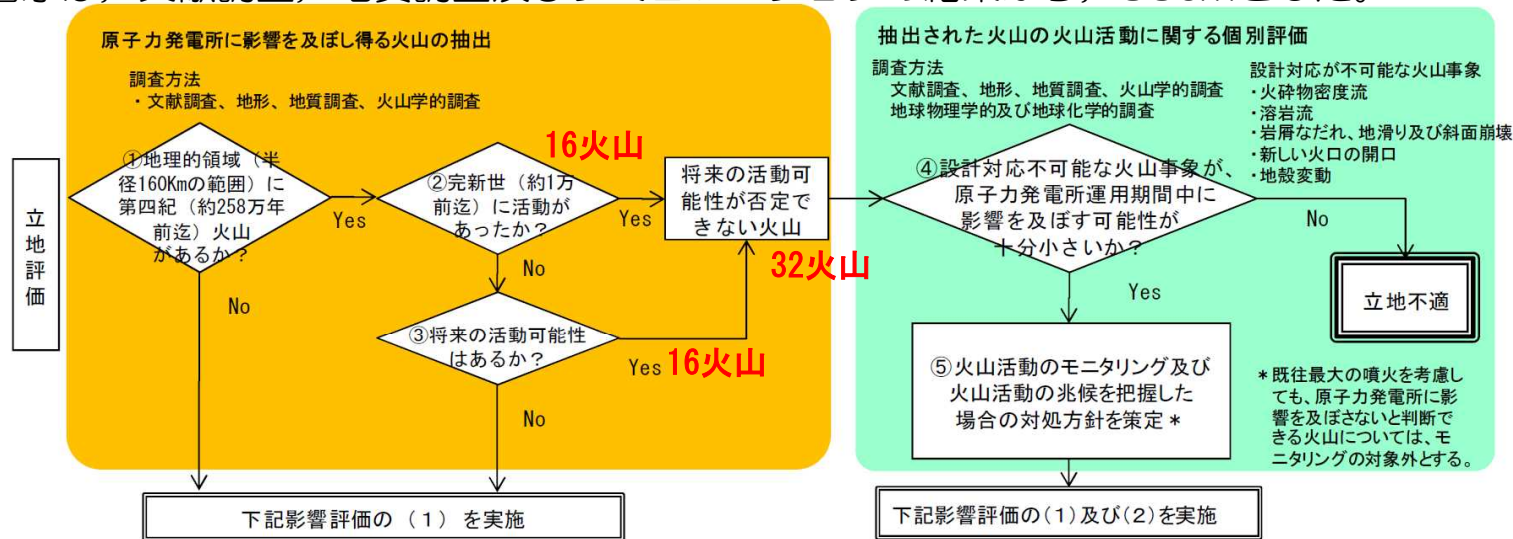 は，文献調査，地質調査及び
とした。
原子力発電所に影響を及ぼし得る火山の抽出
調査方法
・文献調査、地形、地質調査、火山学的調査
立地評価
①地理的領域（半
径160Kmの範囲）に
第四紀（約258万年
前迄）火山
があるか？
Yes
No
②完新世（約1万
前迄）に活動が
あったか？
16火山
Yes
No
③将来の活動可能性
はあるか？
Yes 16火山
No
将来の活動可
能性が否定で
きない火山
32火山
下記影響評価の（１）を実施
抽出された火山の火山活動に関する個別評価
調査方法
文献調査、地形、地質調査、火山学的調査
地球物理学的及び地球化学的調査
設計対応が不可能な火山事象
・火砕物密度流
・溶岩流
・岩屑なだれ、地滑り及び斜面崩壊
・新しい火口の開口
・地殻変動
④設計対応不可能な火山事象が、
原子力発電所運用期間中に
影響を及ぼす可能性が
十分小さいか？
No
Yes
立地不適
⑤火山活動のモニタリング及び
火山活動の兆候を把握した
場合の対処方針を策定＊
＊既往最大の噴火を考慮し
ても、原子力発電所に影
響を及ぼさないと判断で
きる火山については、モ
ニタリングの対象外とする。
下記影響評価の(1)及び(2)を実施